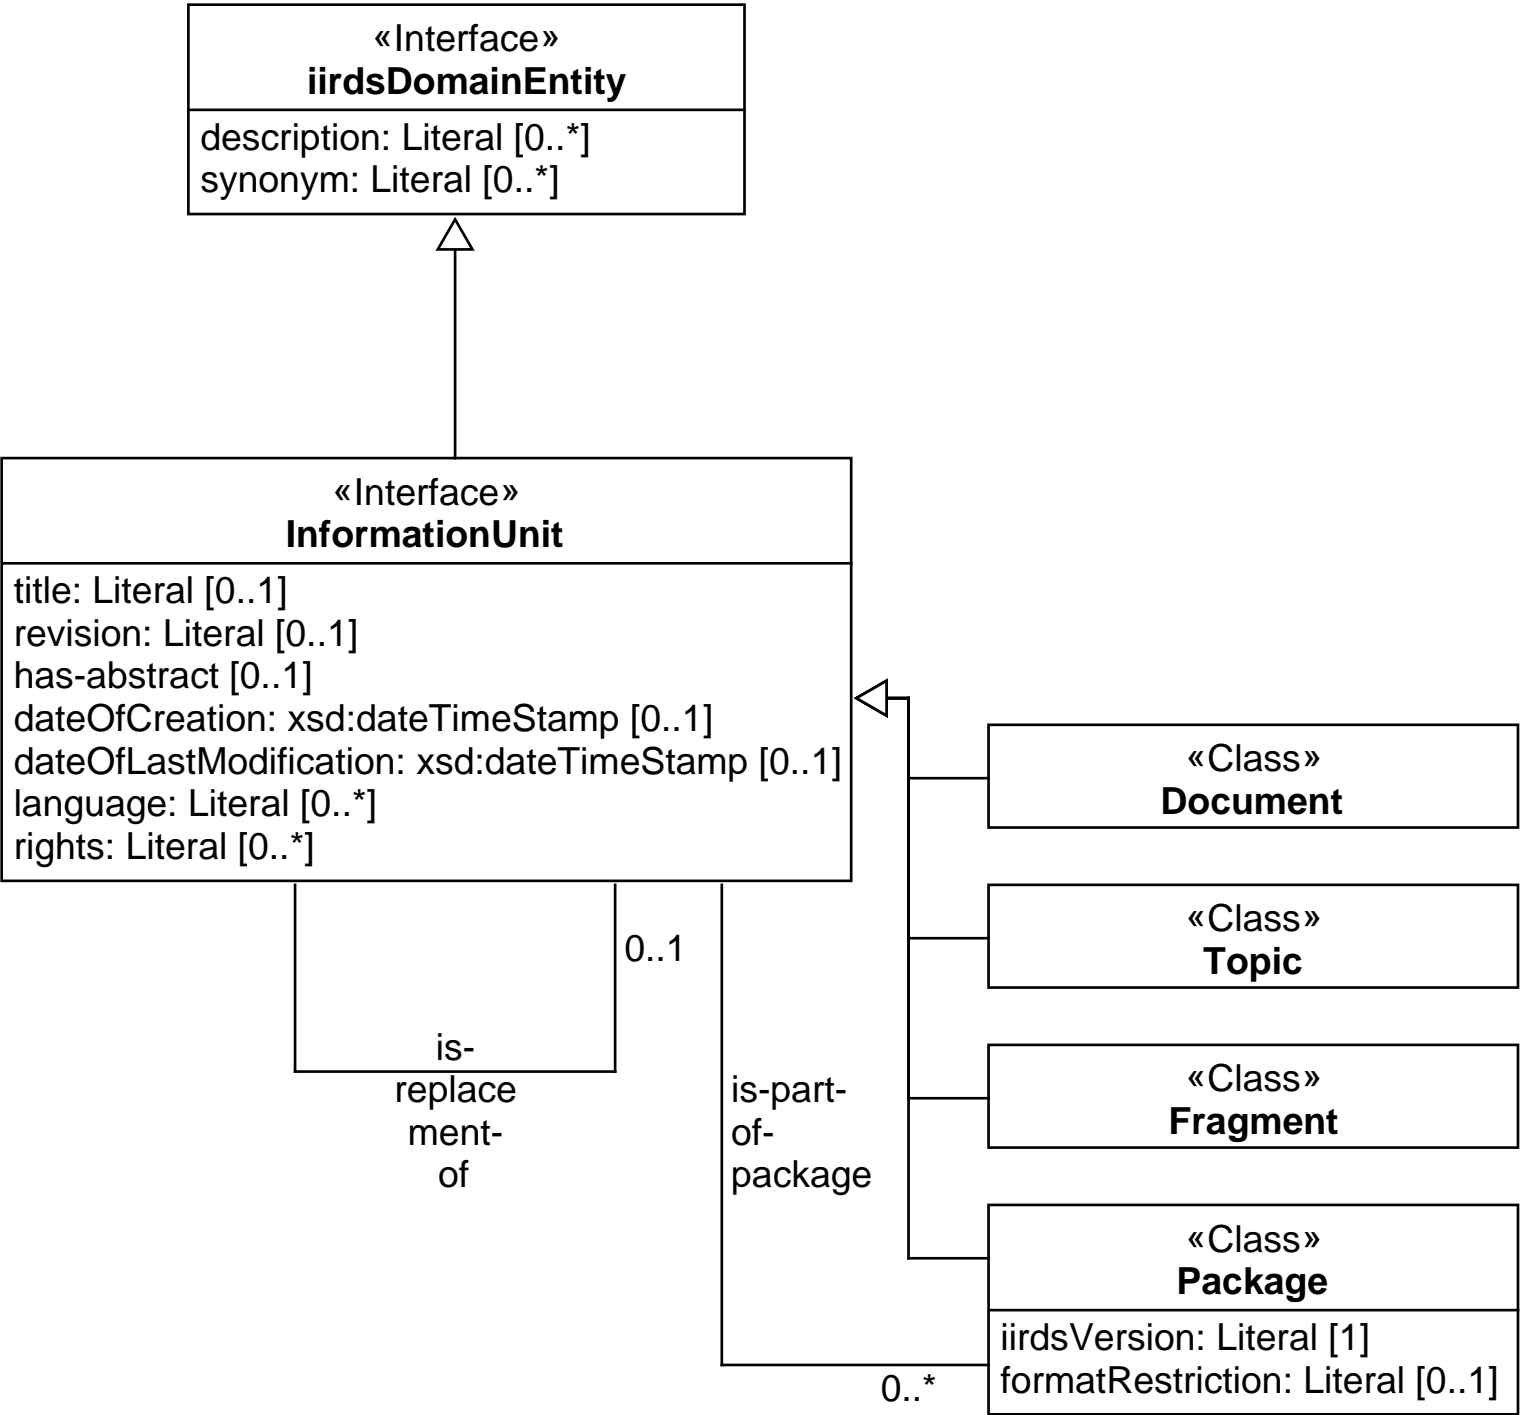 «Interface»
iirdsDomainEntity
description: Literal [0..*]
synonym: Literal [0..*]
«Interface»
InformationUnit
title: Literal [0..1]
revision: Literal [0..1]
has-abstract [0..1]
dateOfCreation: xsd:dateTimeStamp [0..1]
dateOfLastModification: xsd:dateTimeStamp [0..1]
language: Literal [0..*]
rights: Literal [0..*]
0..1
is-
replace
ment-
of
is-part-
of-
package
0..*
«Class»
Document
«Class»
Topic
«Class»
Fragment
«Class»
Package
iirdsVersion: Literal [1]
formatRestriction: Literal [0..1]